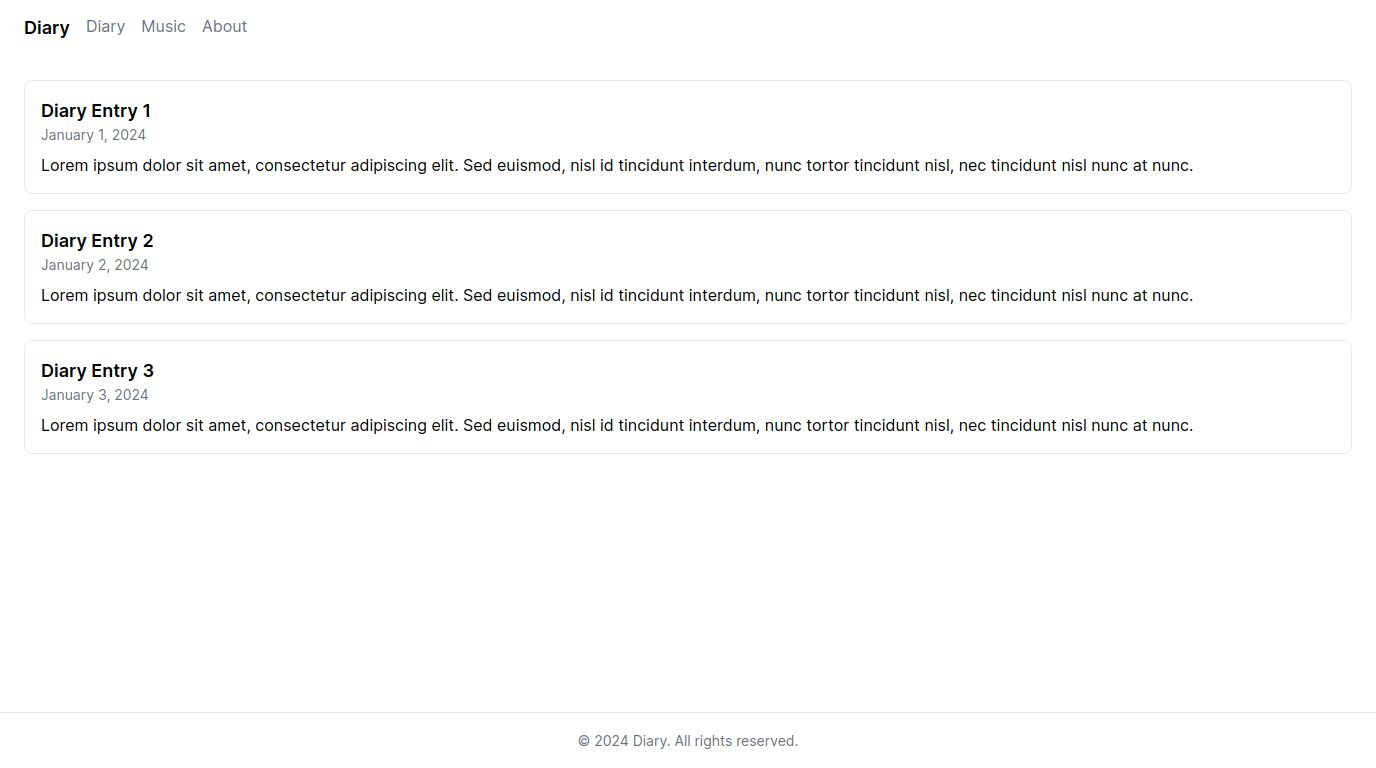 Diary Diary Music About
Diary Entry 1
January 1, 2024
Lorem ipsum dolor sit amet, consectetur adipiscing elit. Sed euismod, nisl id tincidunt interdum, nunc tortor tincidunt nisl, nec tincidunt nisl nunc at nunc.
Diary Entry 2
January 2, 2024
Lorem ipsum dolor sit amet, consectetur adipiscing elit. Sed euismod, nisl id tincidunt interdum, nunc tortor tincidunt nisl, nec tincidunt nisl nunc at nunc.
Diary Entry 3
January 3, 2024
Lorem ipsum dolor sit amet, consectetur adipiscing elit. Sed euismod, nisl id tincidunt interdum, nunc tortor tincidunt nisl, nec tincidunt nisl nunc at nunc.
© 2024 Diary. All rights reserved.